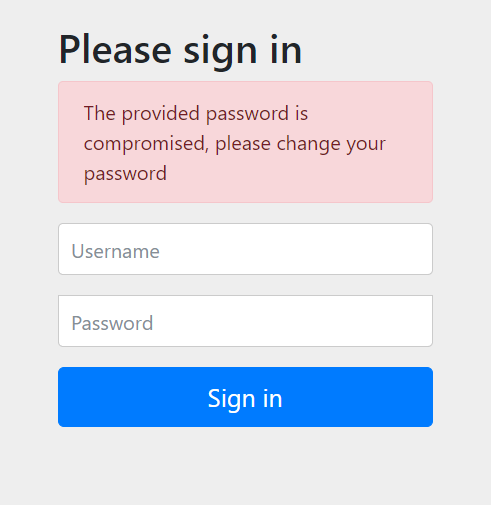 Please sign in
The provided password is
compromised, please change your
password
Username
Password
Sign in